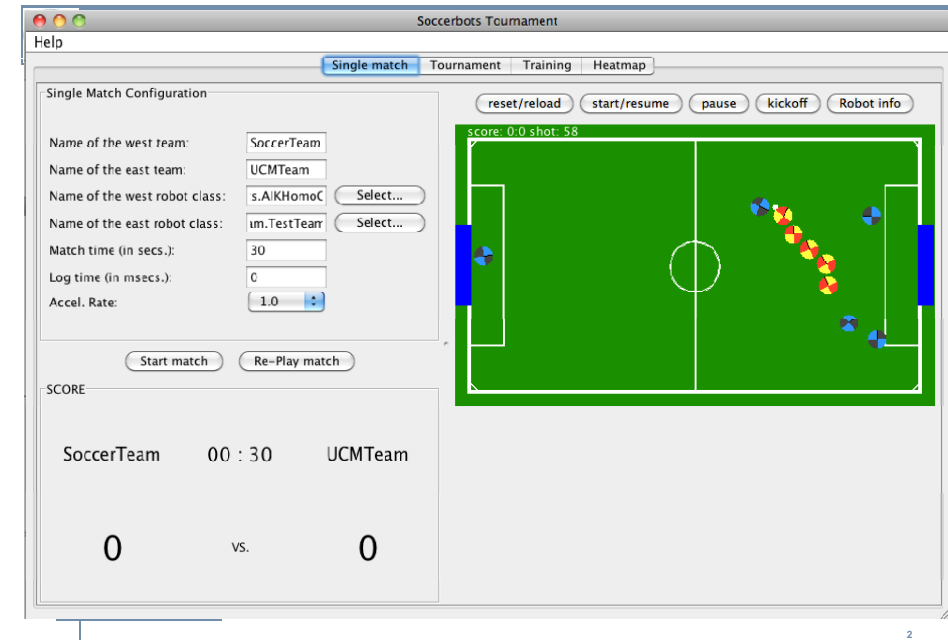 Soccerbots Tournament
Help
Single match Tournament Training Heatmap
Single Match Configuration
reset/reload start/resume pause kickoff Robot info
score: 0:0 shot: 58
Name of the west team: SoccerTeam
Name of the east team: UCMTeam
Name of the west robot class: s.AIKHomoC Select...
Name of the east robot class: um.TestTeam Select...
Match time (in secs.): 30
Log time (in msecs.): 0
Accel. Rate: 1.0
Start match Re-Play match
SCORE
SoccerTeam 00 : 30 UCMTeam
0 vs. 0
2